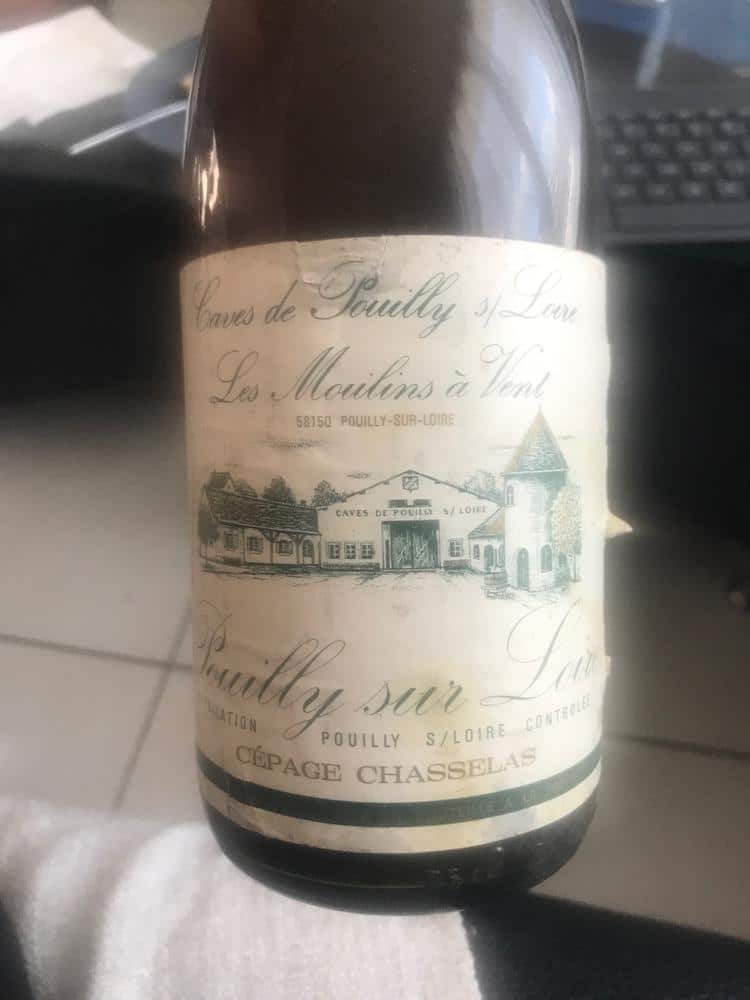 Caves de Pouilly s/Loire
Les Moulins à Vent
58150 POUILLY-SUR-LOIRE
CAVES DE POUILLY S/LOIRE
Pouilly sur Loire
POUILLY S/LOIRE CONTROLÉE
CÉPAGE CHASSELAS